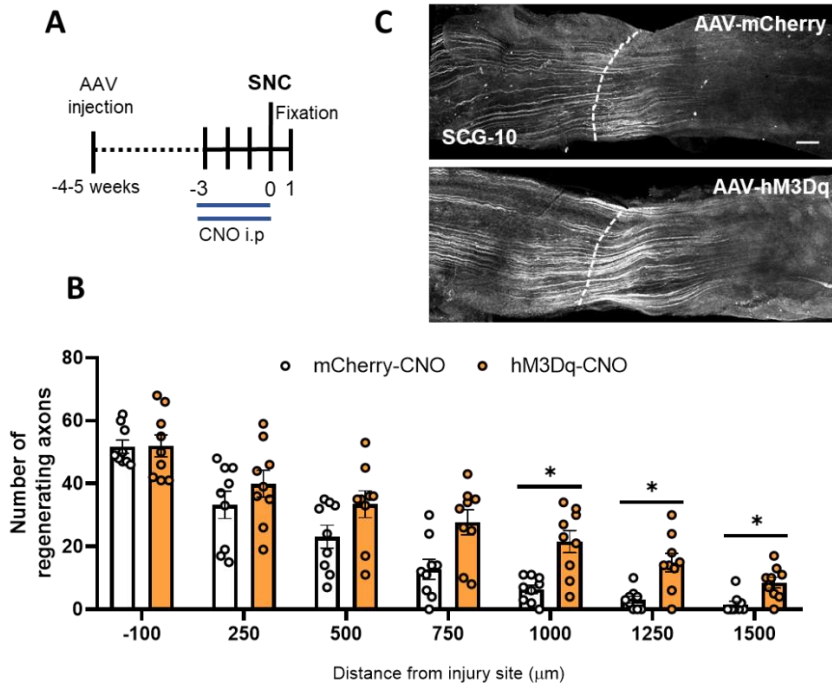 A
AAV
injection
SNC
Fixation
-4-5 weeks
-3
0
1
CNO i.p
C
AAV-mCherry
SCG-10
AAV-hM3Dq
B
mCherry-CNO
hM3Dq-CNO
Number of
regenerating axons
80
60
40
20
0
*
*
*
-100
250
500
750
1000
1250
1500
Distance from injury site (μm)